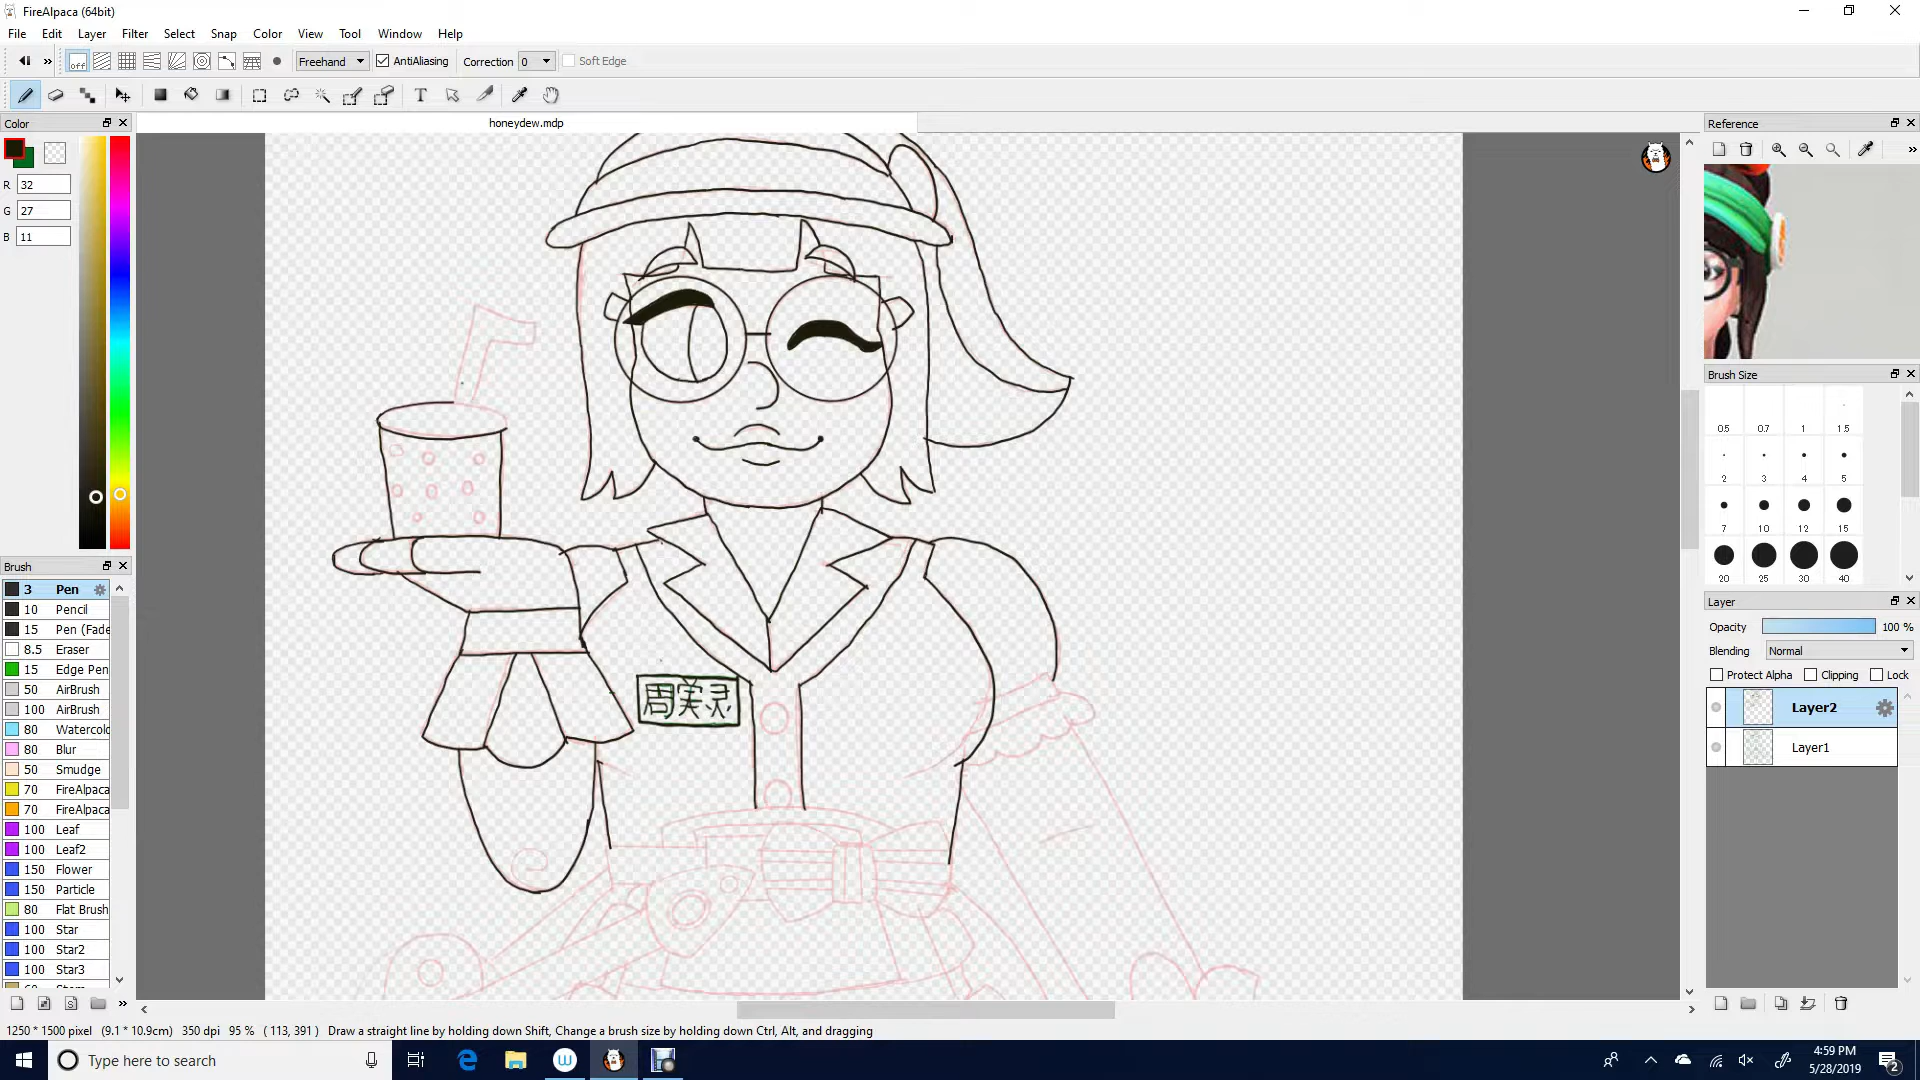 FireAlpaca (64bit)
File Edit Layer Filter Select Snap Color View Tool Window Help
off Freehand AntiAliasing Correction 0 Soft Edge
T
Color
honeydew.mdp
Reference
R 32
G 27
B 11
Brush Size
0.5 0.7 1 1.5
2 3 4 5
7 10 12 15
20 25 30 40
Brush
3 Pen
10 Pencil
15 Pen (Fade
8.5 Eraser
15 Edge Pen
50 AirBrush
100 AirBrush
80 Watercolo
80 Blur
50 Smudge
70 FireAlpaca
70 FireAlpaca
100 Leaf
100 Leaf2
150 Flower
150 Particle
80 Flat Brush
100 Star
100 Star2
100 Star3
周美灵
Layer
Opacity 100 %
Blending Normal
Protect Alpha Clipping Lock
Layer2
Layer1
1250 * 1500 pixel (9.1 * 10.9cm) 350 dpi 95 % ( 113, 391 ) Draw a straight line by holding down Shift, Change a brush size by holding down Ctrl, Alt, and dragging
Type here to search
4:59 PM
5/28/2019
2